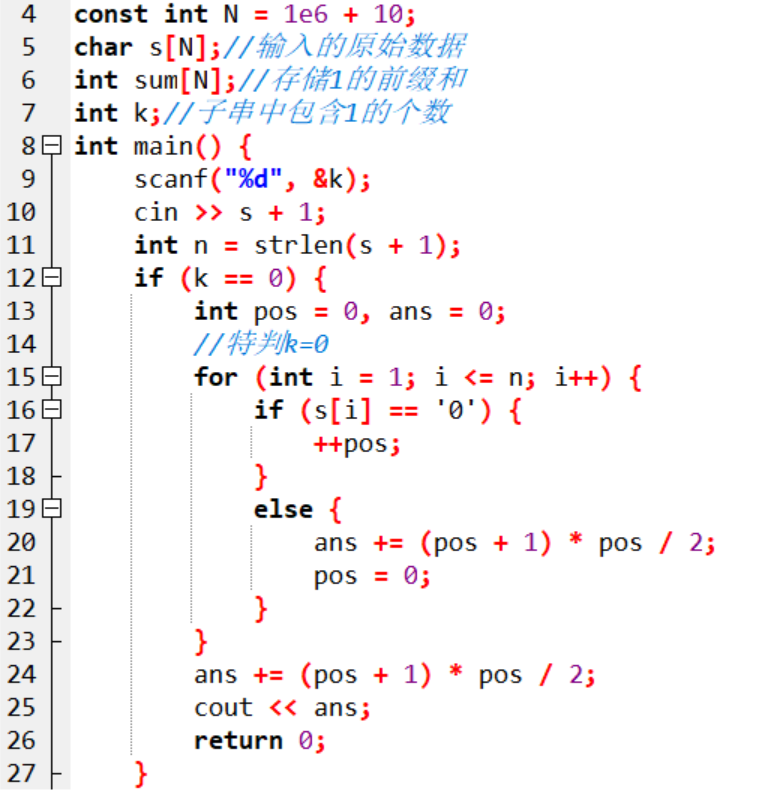 4 const int N = 1e6 + 10;
5 char s[N];//输入的原始数据
6 int sum[N];//存储1的前缀和
7 int k;//子串中包含1的个数
8 int main() {
9 scanf("%d", &k);
10 cin >> s + 1;
11 int n = strlen(s + 1);
12 if (k == 0) {
13 int pos = 0, ans = 0;
14 //特判k=0
15 for (int i = 1; i <= n; i++) {
16 if (s[i] == '0') {
17 ++pos;
18 }
19 else {
20 ans += (pos + 1) * pos / 2;
21 pos = 0;
22 }
23 }
24 ans += (pos + 1) * pos / 2;
25 cout << ans;
26 return 0;
27 }